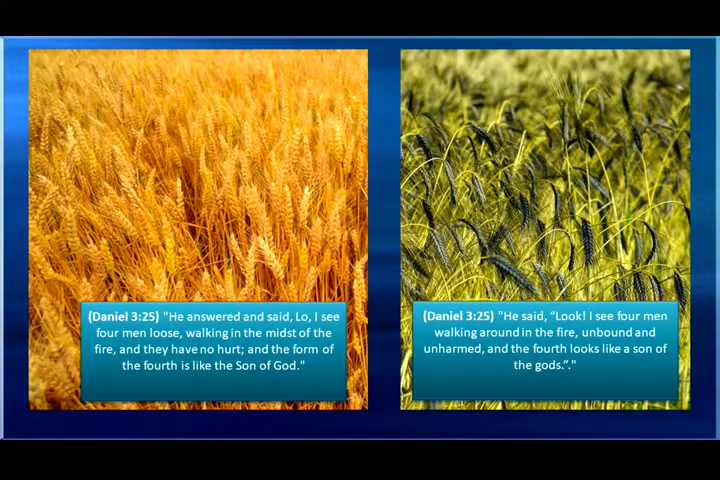 (Daniel 3:25) "He answered and said, Lo, I see
four men loose, walking in the midst of the
fire, and they have no hurt; and the form of
the fourth is like the Son of God."
(Daniel 3:25) "He said, “Look! I see four men
walking around in the fire, unbound and
unharmed, and the fourth looks like a son of
the gods.”."